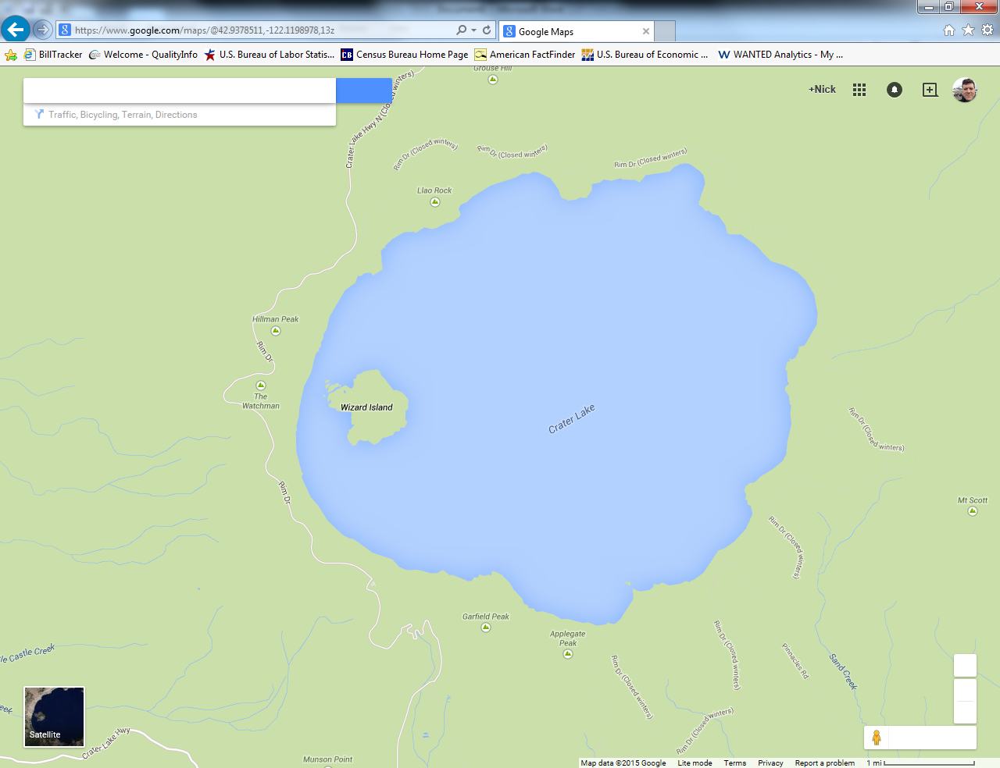 https://www.google.com/maps/@42.9378511,-122.1198978,13z
Google Maps
BillTracker
Welcome - QualityInfo
U.S. Bureau of Labor Statis...
CB Census Bureau Home Page
American FactFinder
U.S. Bureau of Economic ...
W WANTED Analytics - My ...
Traffic, Bicycling, Terrain, Directions
+Nick
Grouse Hill
Crater Lake Hwy N (Closed winters)
Rim Dr (Closed winters)
Rim Dr (Closed winters)
Rim Dr (Closed winters)
Llao Rock
Hillman Peak
Rim Dr
The
Watchman
Wizard Island
Crater Lake
Rim Dr (Closed winters)
Rim Dr
Mt Scott
Rim Dr (Closed winters)
Garfield Peak
Applegate
Peak
Rim Dr (Closed winters)
Rim Dr (Closed winters)
Pinnacles Rd
Sand Creek
le Castle Creek
eek
Satellite
Crater Lake Hwy
Rim Dr (Closed winters)
Munson Point
Map data ©2015 Google
Lite mode
Terms
Privacy
Report a problem
1 mi